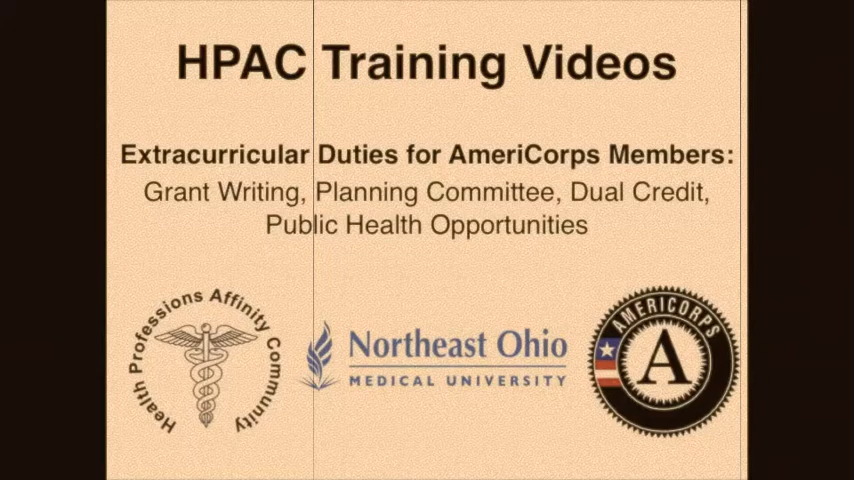 HPAC Training Videos
Extracurricular Duties for AmeriCorps Members:
Grant Writing, Planning Committee, Dual Credit,
Public Health Opportunities
Health Professions Affinity Community
Northeast Ohio
MEDICAL UNIVERSITY
AMERICORPS
A